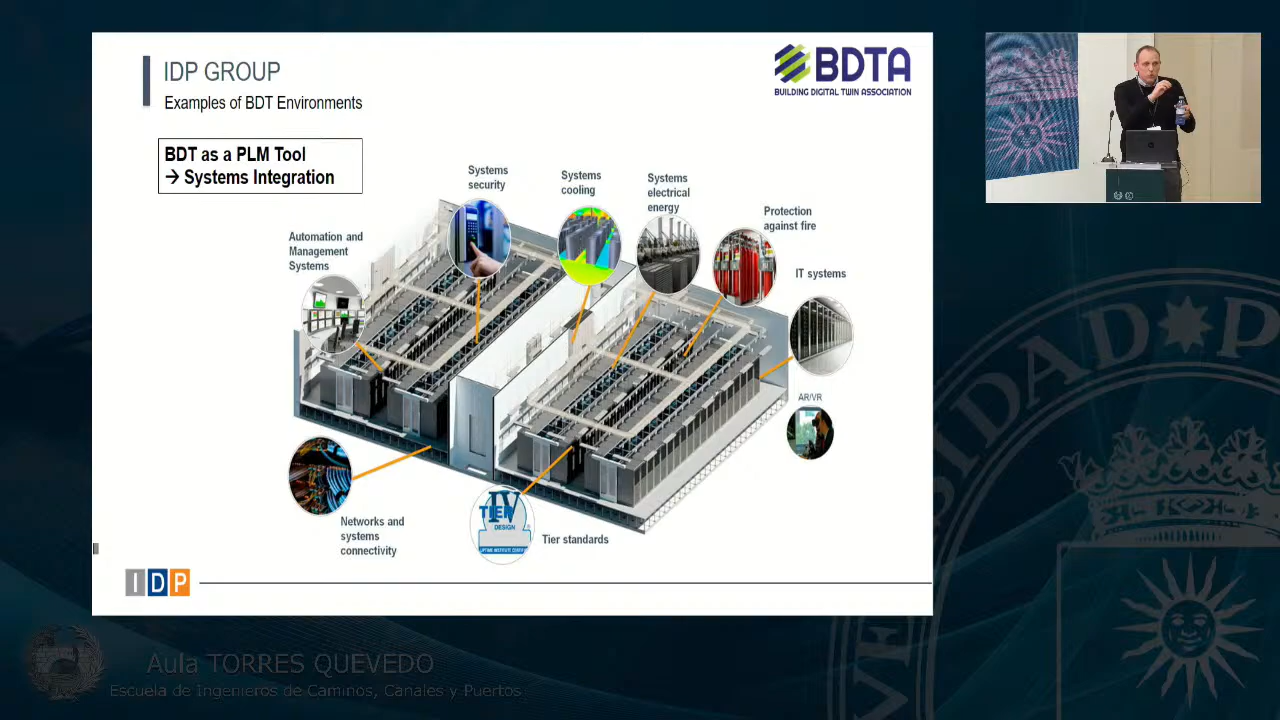 IDP GROUP
Examples of BDT Environments
BDTA
BUILDING DIGITAL TWIN ASSOCIATION
BDT as a PLM Tool
→ Systems Integration
Systems
security
Systems
cooling
Systems
electrical
energy
Protection
against fire
Automation and
Management
Systems
IT systems
AR/VR
Networks and
systems
connectivity
IV
TIER
DESIGN
Tier standards
IDP
Aula TORRES QUEVEDO
Escuela de Ingenieros de Caminos, Canales y Puertos